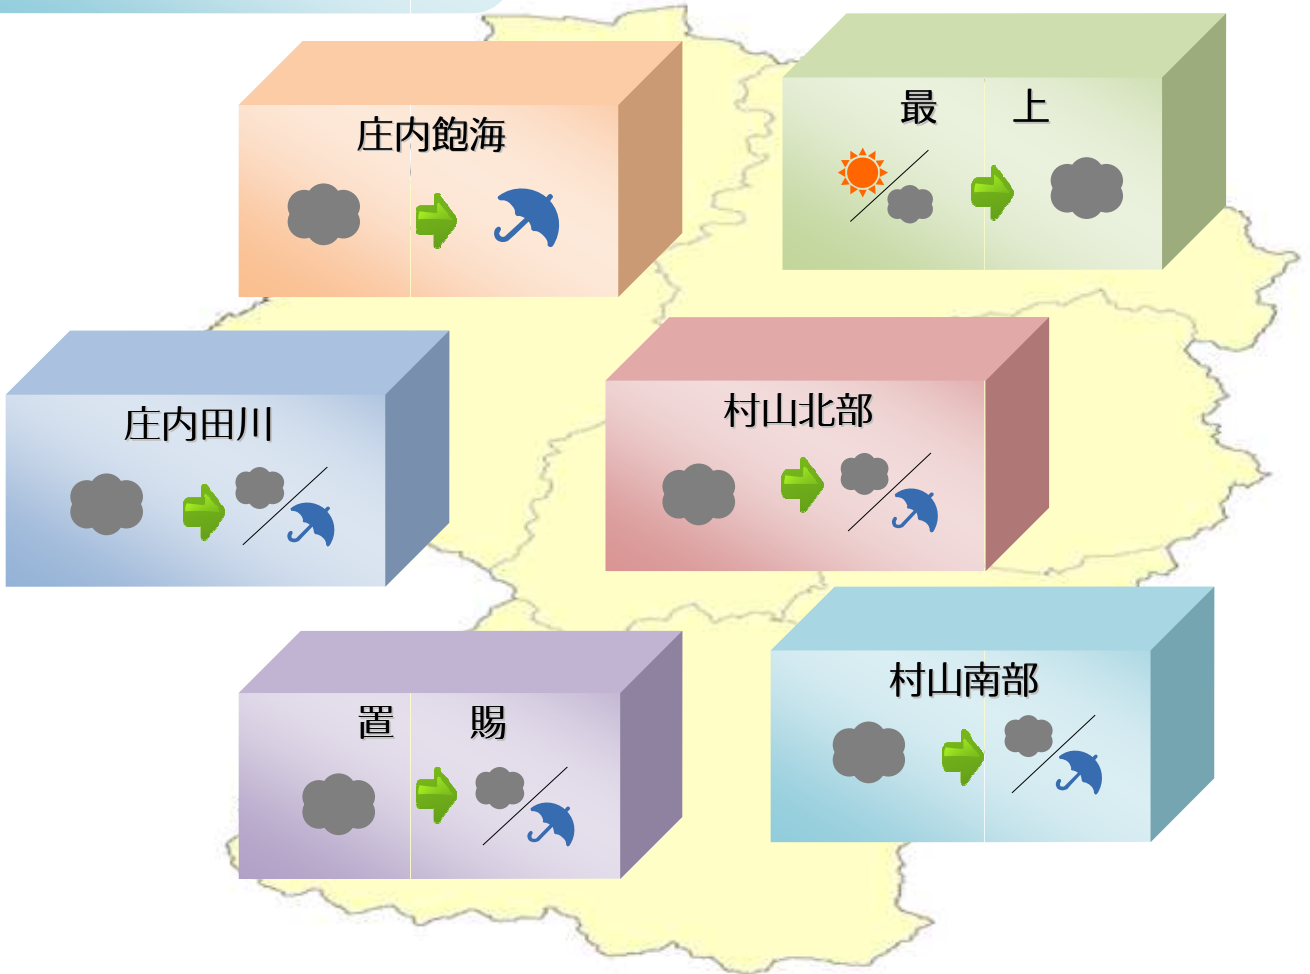 庄内飽海
最 上
庄内田川
村山北部
置 賜
村山南部